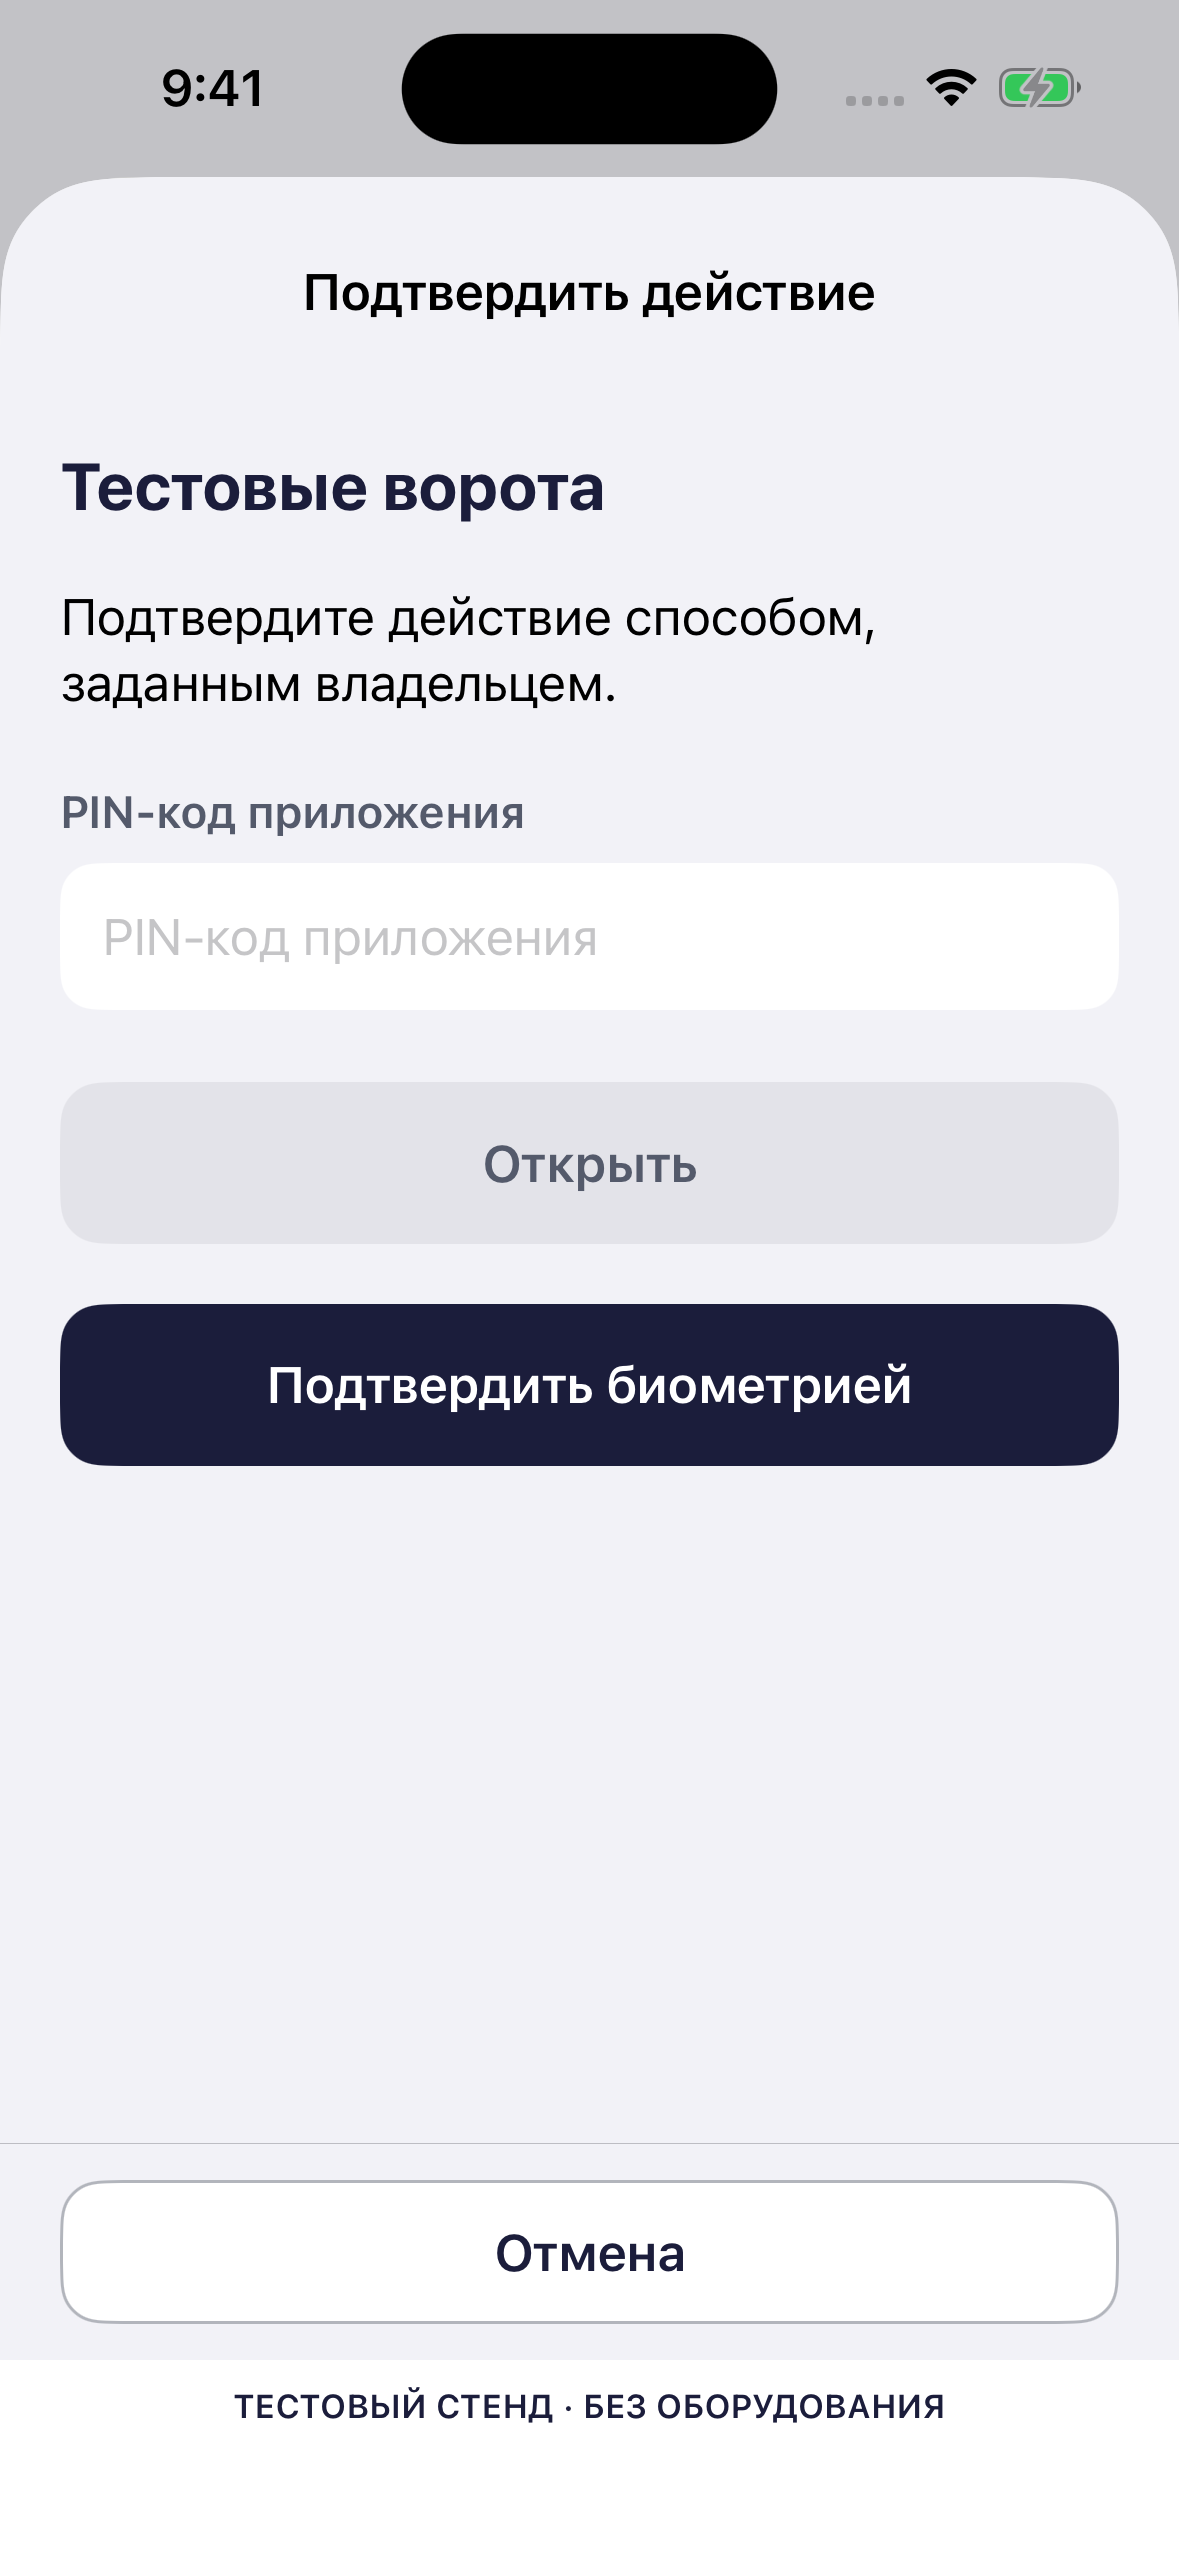 9:41
Подтвердить действие
Тестовые ворота
Подтвердите действие способом,
заданным владельцем.
PIN-код приложения
PIN-код приложения
Открыть
Подтвердить биометрией
Отмена
ТЕСТОВЫЙ СТЕНД · БЕЗ ОБОРУДОВАНИЯ